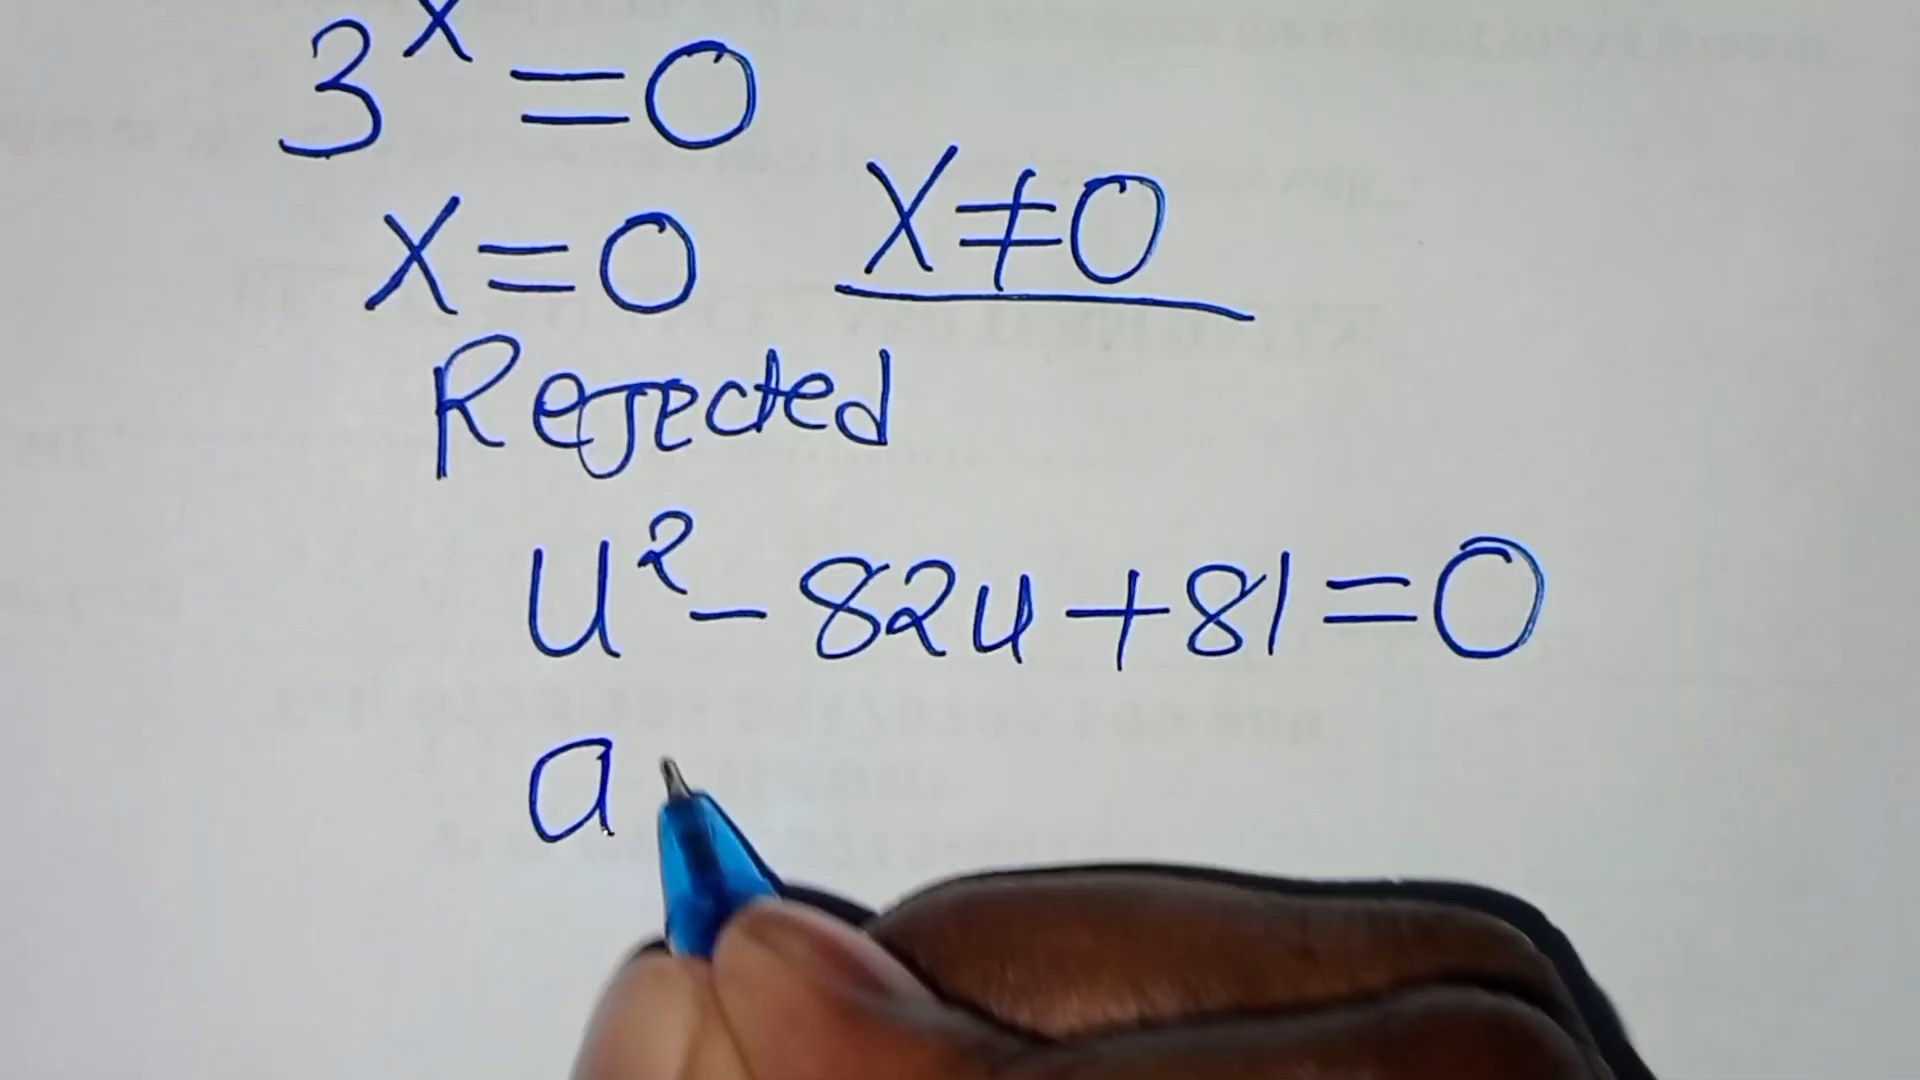 3^x = 0
x = 0 x ≠ 0
Rejected
u² - 82u + 81 = 0
a